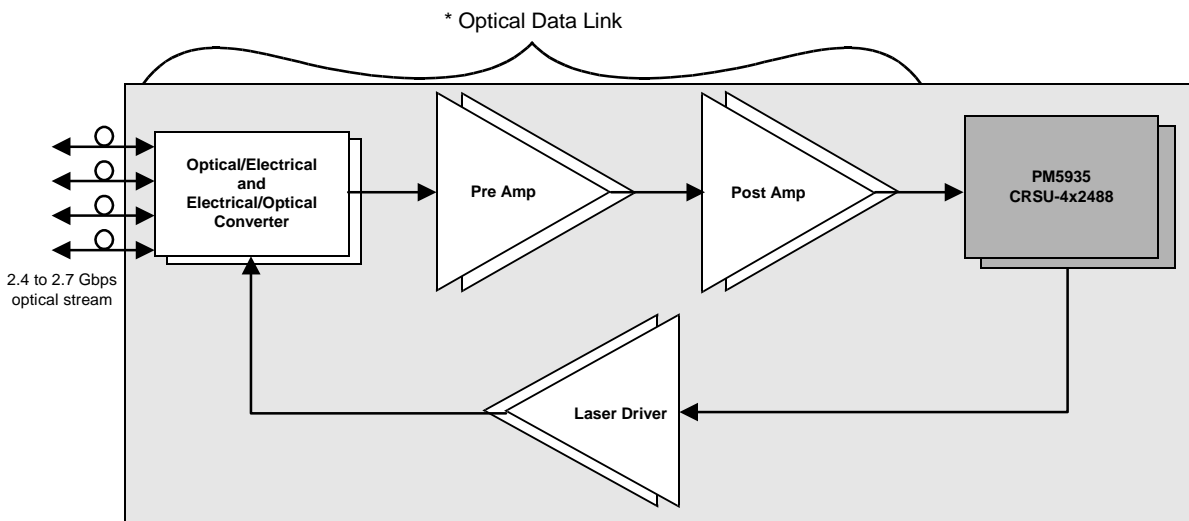 * Optical Data Link
Optical/Electrical
and
Electrical/Optical
Converter
Pre Amp
Post Amp
PM5935
CRSU-4x2488
2.4 to 2.7 Gbps
optical stream
Laser Driver